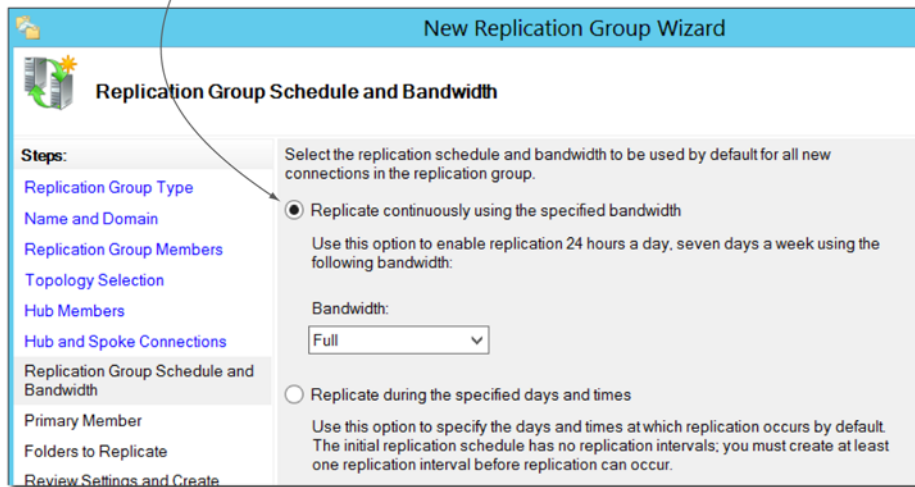 New Replication Group Wizard
Replication Group Schedule and Bandwidth
Steps:
Replication Group Type
Name and Domain
Replication Group Members
Topology Selection
Hub Members
Hub and Spoke Connections
Replication Group Schedule and
Bandwidth
Primary Member
Folders to Replicate
Review Settings and Create
Select the replication schedule and bandwidth to be used by default for all new
connections in the replication group.
Replicate continuously using the specified bandwidth
Use this option to enable replication 24 hours a day, seven days a week using the
following bandwidth:
Bandwidth:
Full
Replicate during the specified days and times
Use this option to specify the days and times at which replication occurs by default.
The initial replication schedule has no replication intervals; you must create at least
one replication interval before replication can occur.